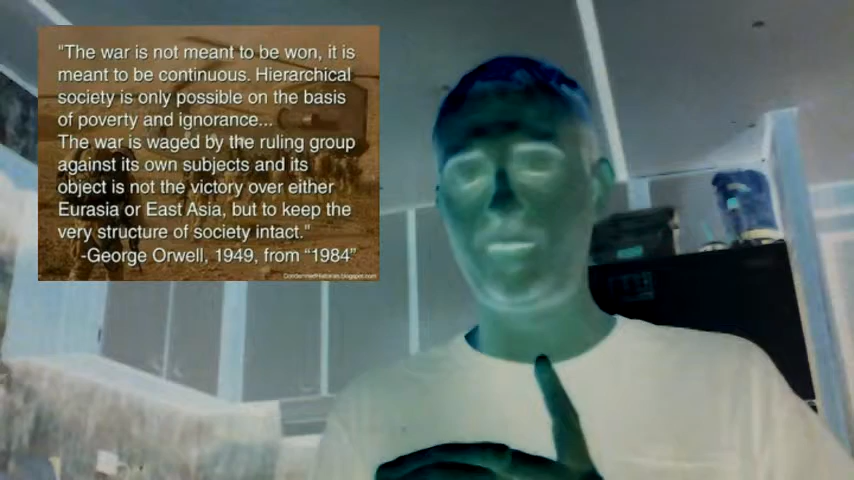 "The war is not meant to be won, it is
meant to be continuous. Hierarchical
society is only possible on the basis
of poverty and ignorance...
The war is waged by the ruling group
against its own subjects and its
object is not the victory over either
Eurasia or East Asia, but to keep the
very structure of society intact."
-George Orwell, 1949, from “1984”